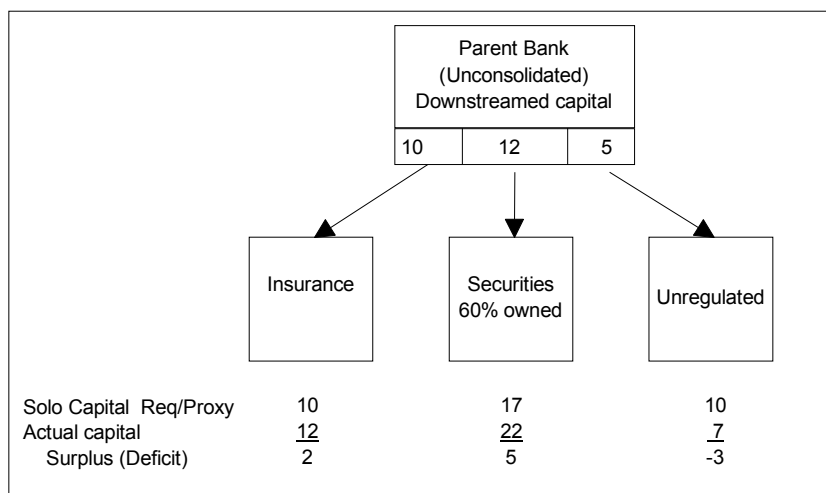 Parent Bank
(Unconsolidated)
Downstreamed capital
10 12 5
Insurance
Securities
60% owned
Unregulated
Solo Capital Req/Proxy 10 17 10
Actual capital 12 22 7
Surplus (Deficit) 2 5 -3